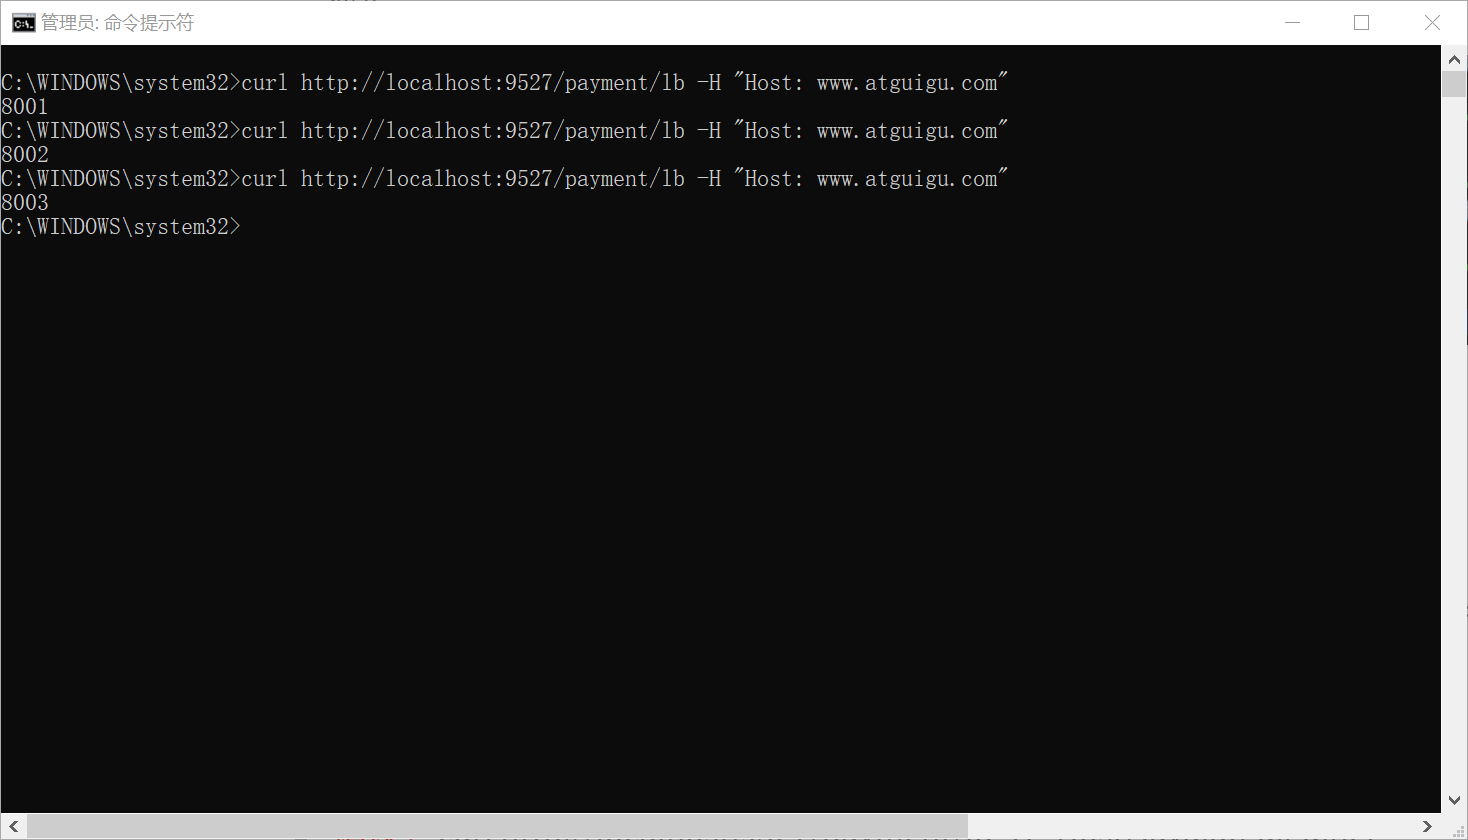 管理员: 命令提示符
C:\WINDOWS\system32>curl http://localhost:9527/payment/lb -H "Host: www.atguigu.com"
8001
C:\WINDOWS\system32>curl http://localhost:9527/payment/lb -H "Host: www.atguigu.com"
8002
C:\WINDOWS\system32>curl http://localhost:9527/payment/lb -H "Host: www.atguigu.com"
8003
C:\WINDOWS\system32>